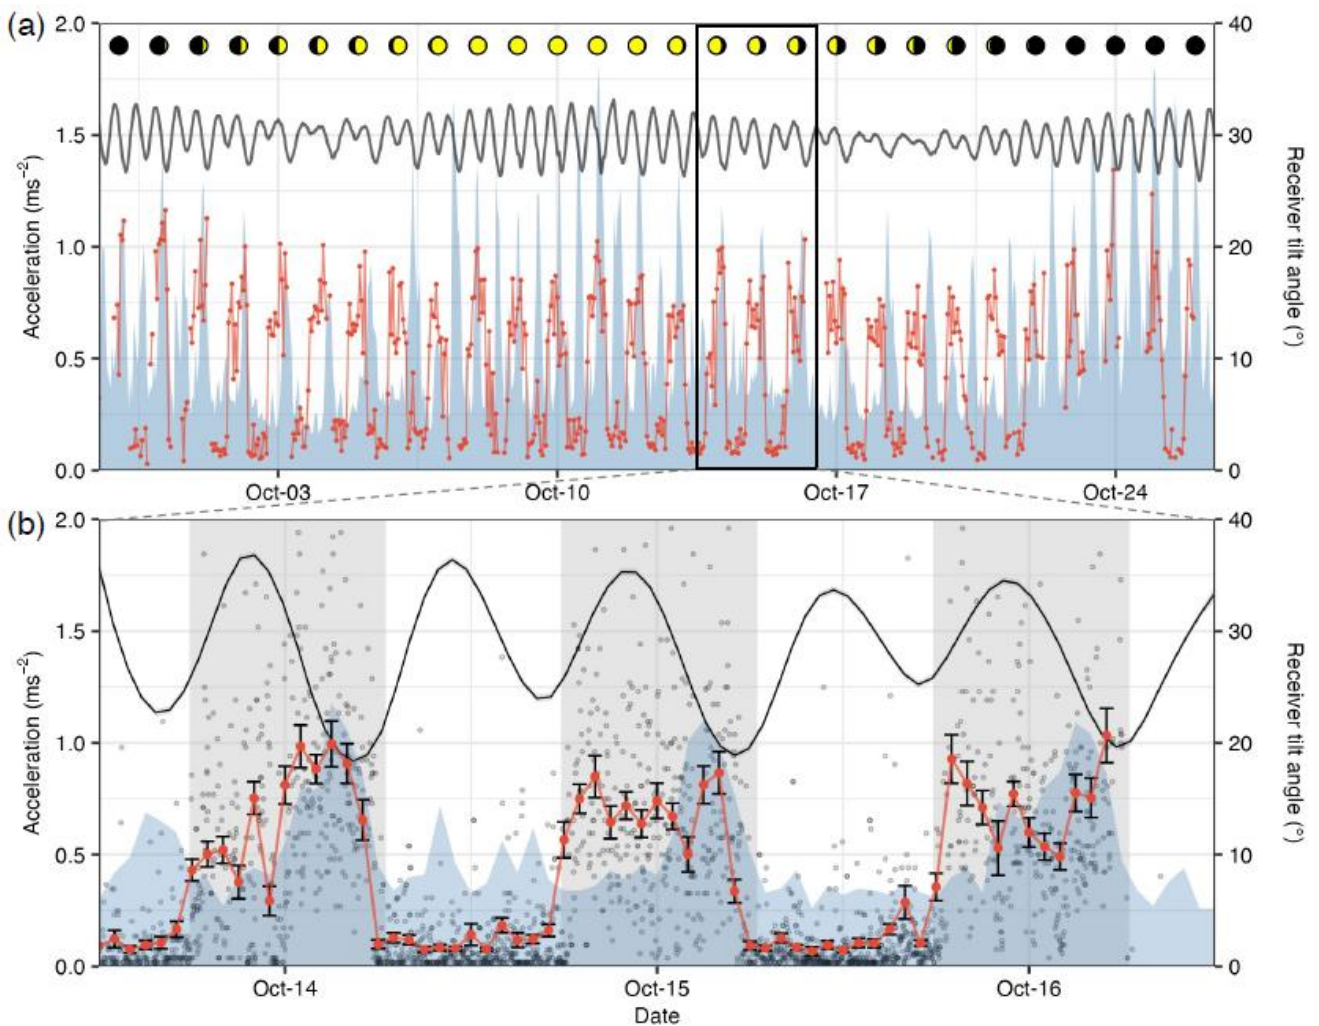 (a)
2.0
1.5
1.0
0.5
0.0
Acceleration (ms⁻²)
40
30
20
10
0
Receiver tilt angle (°)
Oct-03
Oct-10
Oct-17
Oct-24
(b)
2.0
1.5
1.0
0.5
0.0
Acceleration (ms⁻²)
40
30
20
10
0
Receiver tilt angle (°)
Oct-14
Oct-15
Oct-16
Date